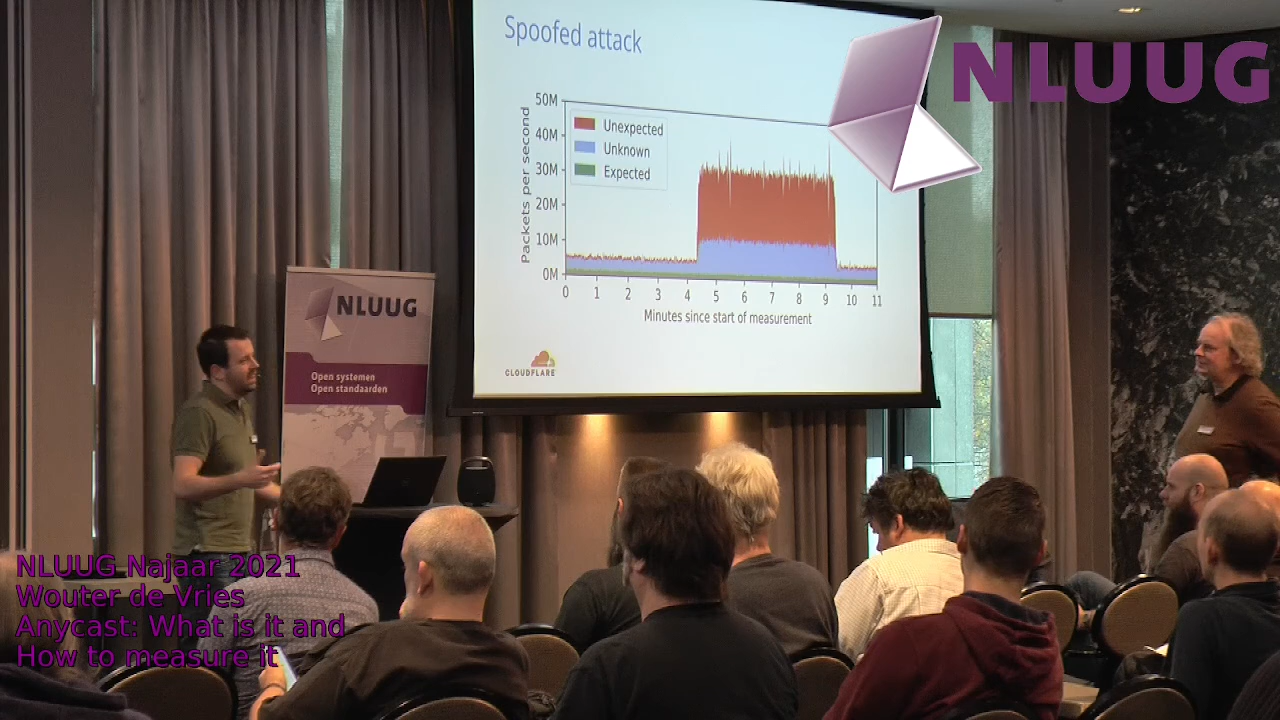 Spoofed attack
NLUUG
50M
40M
30M
20M
10M
0M
Packets per second
Unexpected
Unknown
Expected
0 1 2 3 4 5 6 7 8 9 10 11
Minutes since start of measurement
CLOUDFLARE
NLUUG
Open systemen
Open standaarden
NLUUG Najaar 2021
Wouter de Vries
Anycast: What is it and
How to measure it